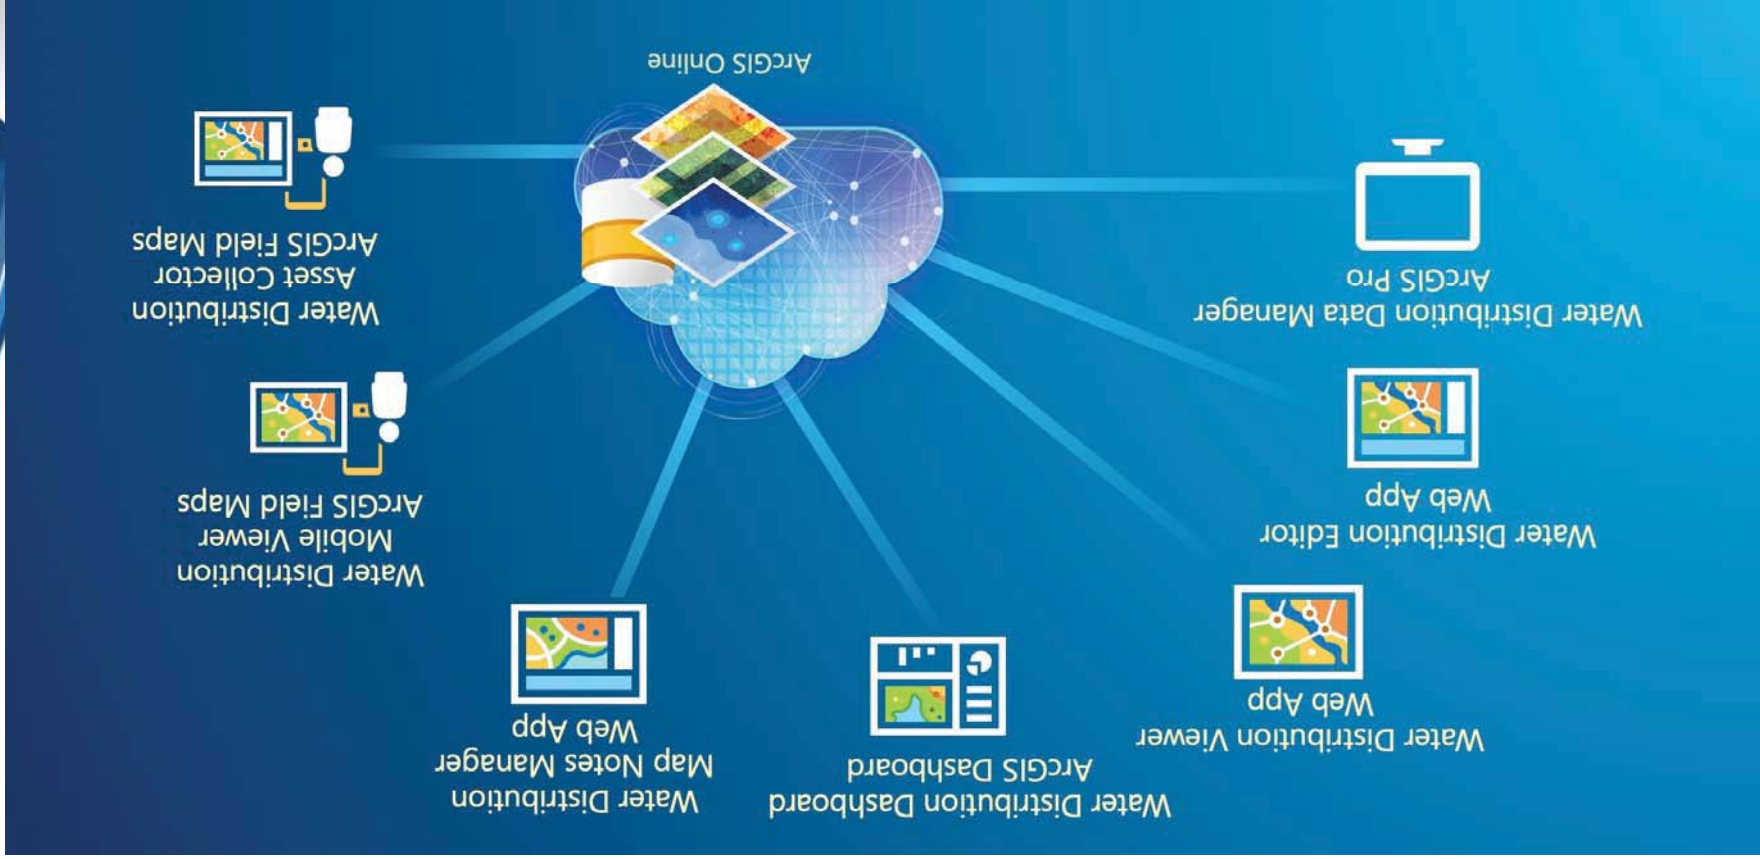 Water Distribution Dashboard
ArcGIS Dashboard
Water Distribution
Map Notes Manager
Web App
Water Distribution Viewer
Web App
Water Distribution
Mobile Viewer
ArcGIS Field Maps
Water Distribution Editor
Web App
Water Distribution Data Manager
ArcGIS Pro
Water Distribution
Asset Collector
ArcGIS Field Maps
ArcGIS Online